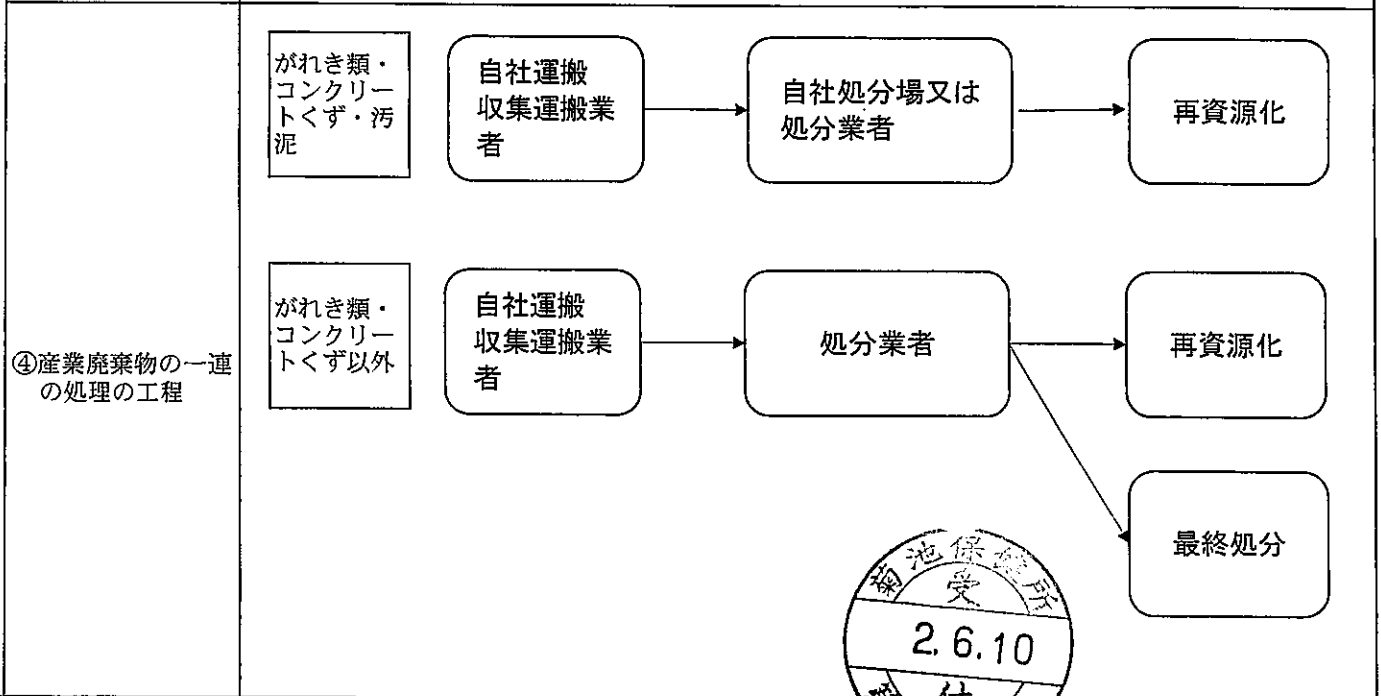 ④産業廃棄物の一連
の処理の工程
がれき類・
コンクリー
トくず・汚
泥
自社運搬
収集運搬業
者
自社処分場又は
処分業者
再資源化
がれき類・
コンクリー
トくず以外
自社運搬
収集運搬業
者
処分業者
再資源化
最終処分
菊池保健所
受
2.6.10
付